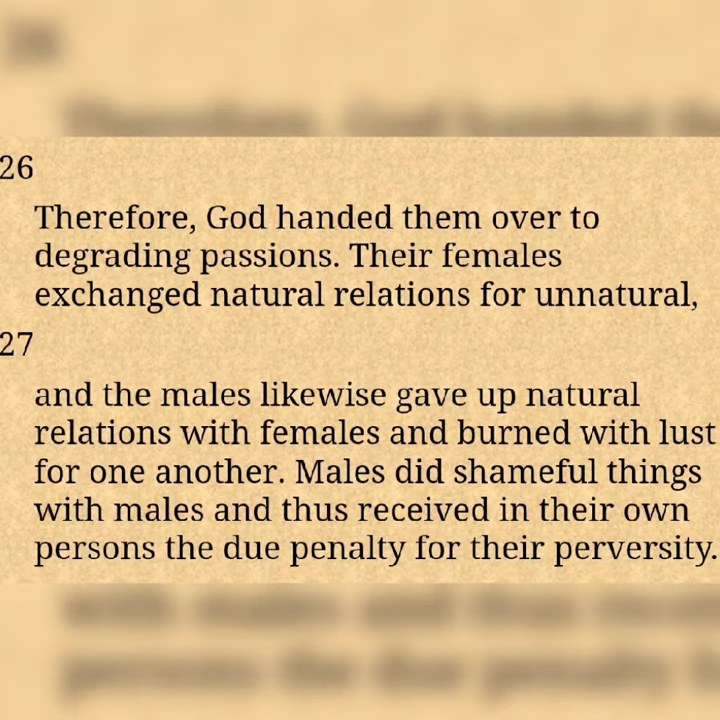 26
Therefore, God handed them over to
degrading passions. Their females
exchanged natural relations for unnatural,
27
and the males likewise gave up natural
relations with females and burned with lust
for one another. Males did shameful things
with males and thus received in their own
persons the due penalty for their perversity.